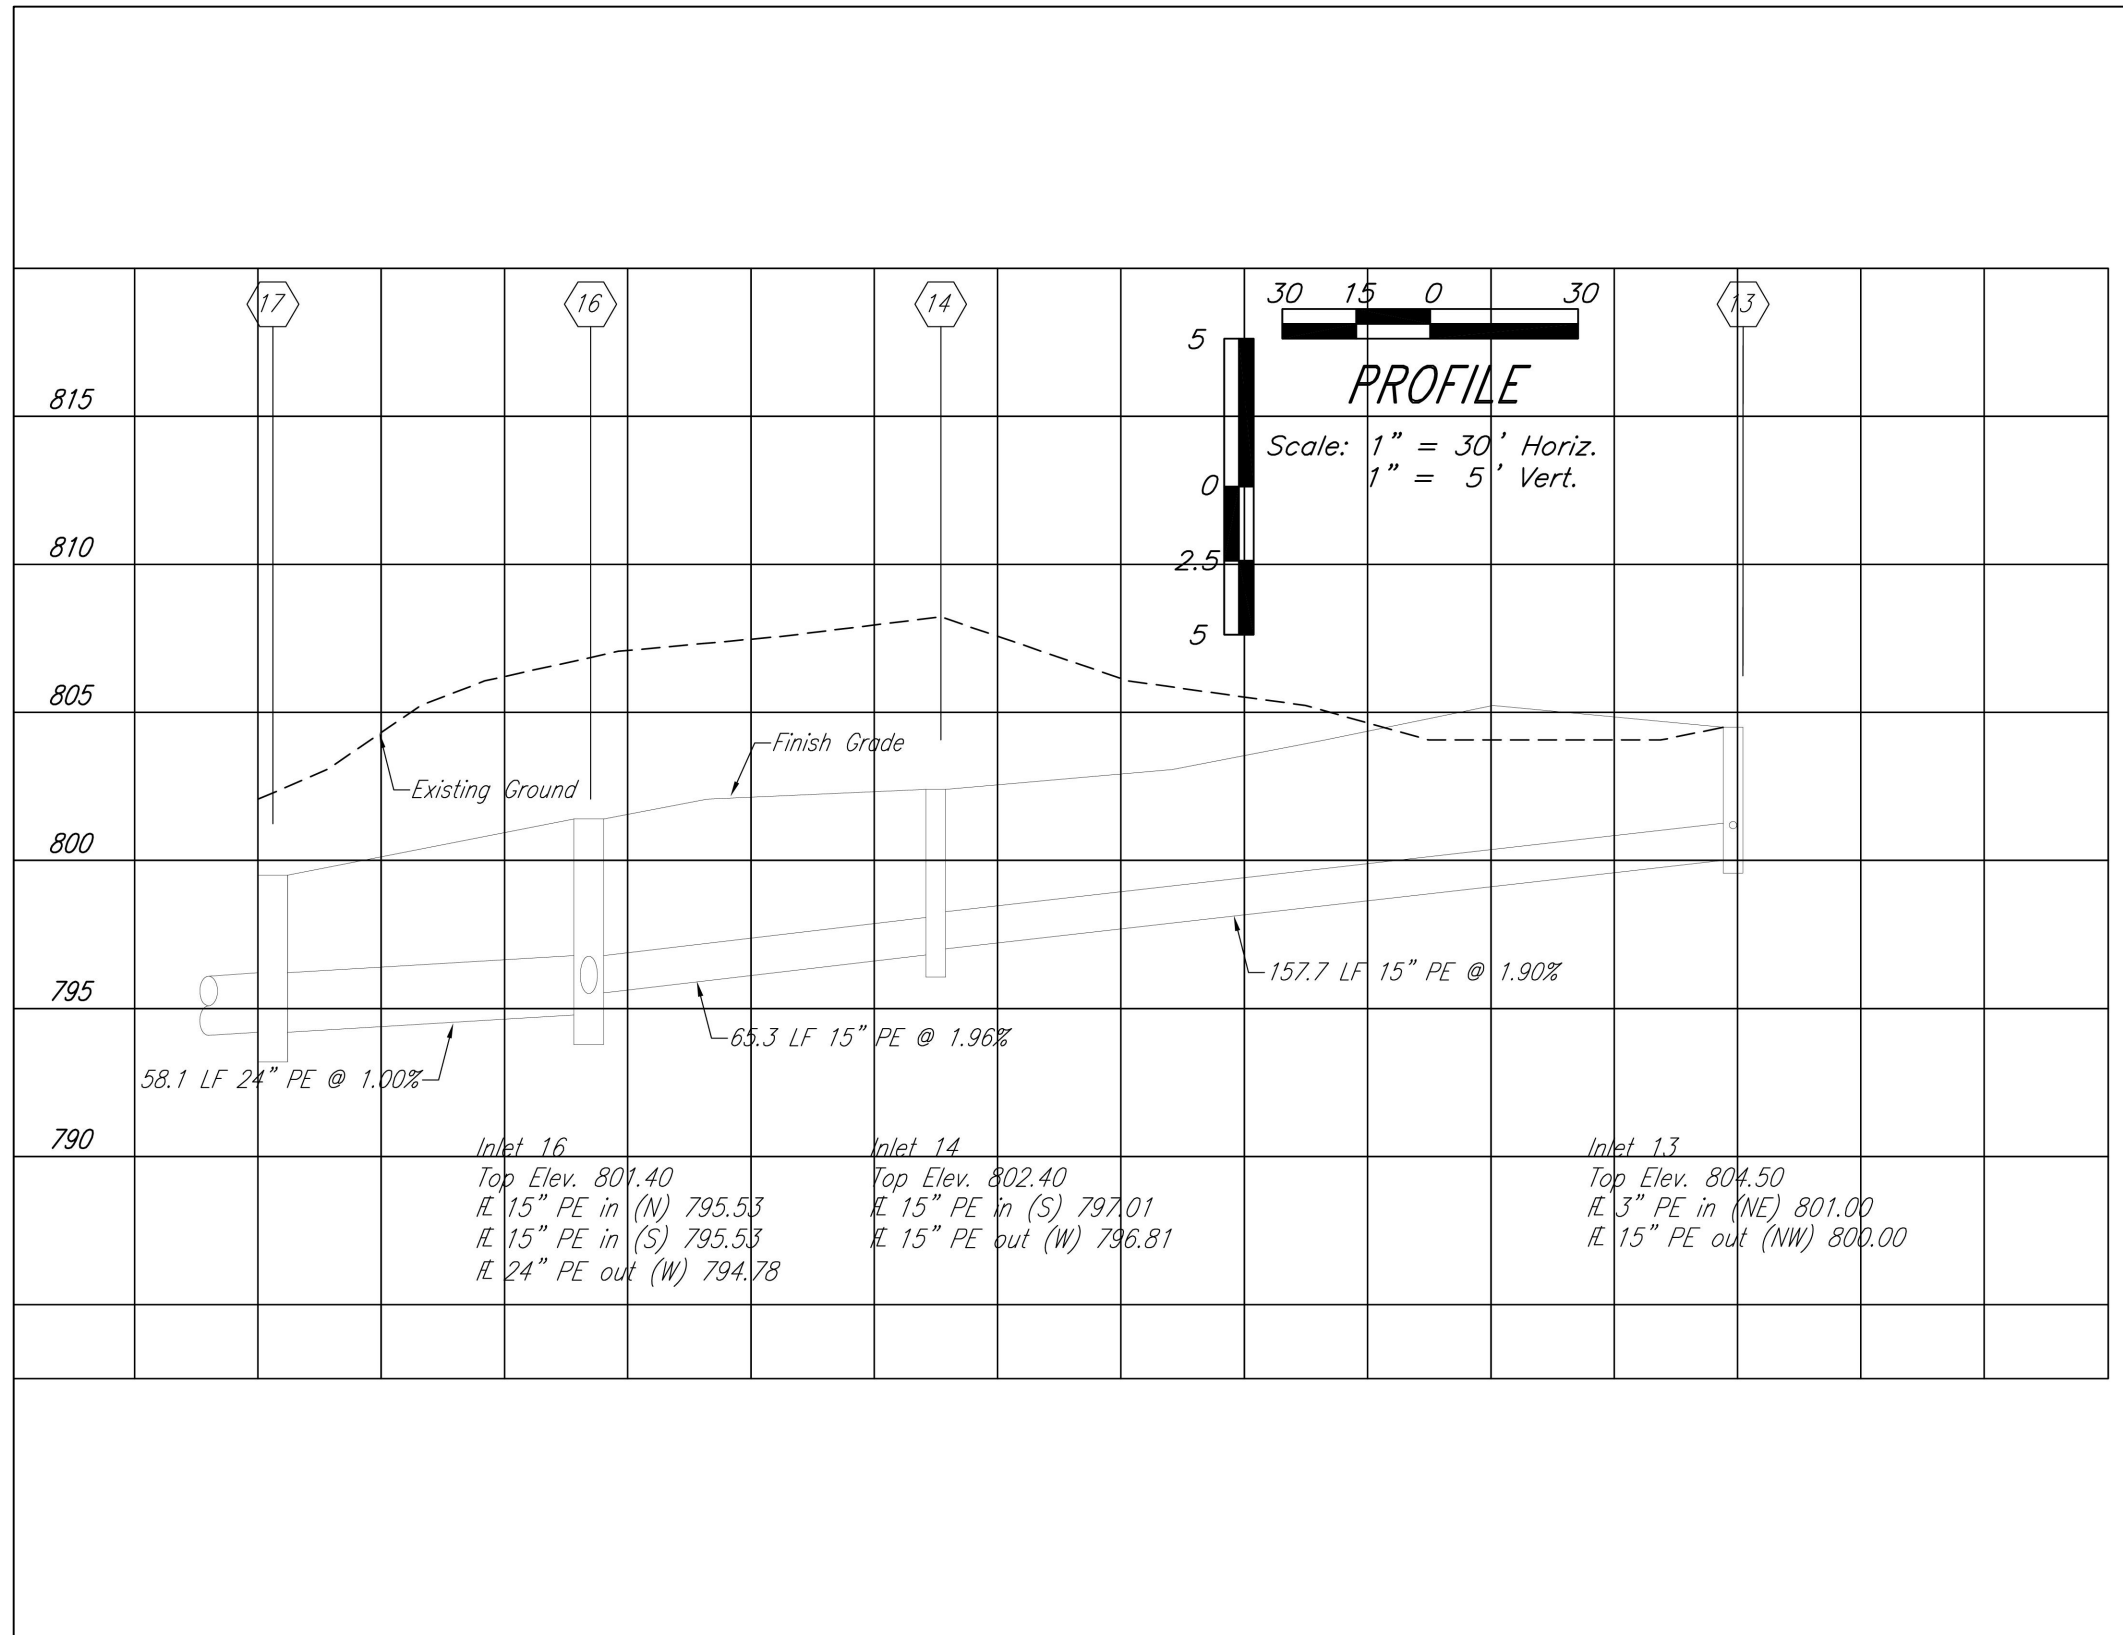 17
16
14
13
30 15 0 30
5
0
2.5
5
PROFILE
Scale: 1" = 30' Horiz.
1" = 5' Vert.
815
810
805
800
795
790
Finish Grade
Existing Ground
157.7 LF 15" PE @ 1.90%
65.3 LF 15" PE @ 1.96%
58.1 LF 24" PE @ 1.00%
Inlet 16
Top Elev. 801.40
FL 15" PE in (N) 795.53
FL 15" PE in (S) 795.53
FL 24" PE out (W) 794.78
Inlet 14
Top Elev. 802.40
FL 15" PE in (S) 797.01
FL 15" PE out (W) 796.81
Inlet 13
Top Elev. 804.50
FL 3" PE in (NE) 801.00
FL 15" PE out (NW) 800.00